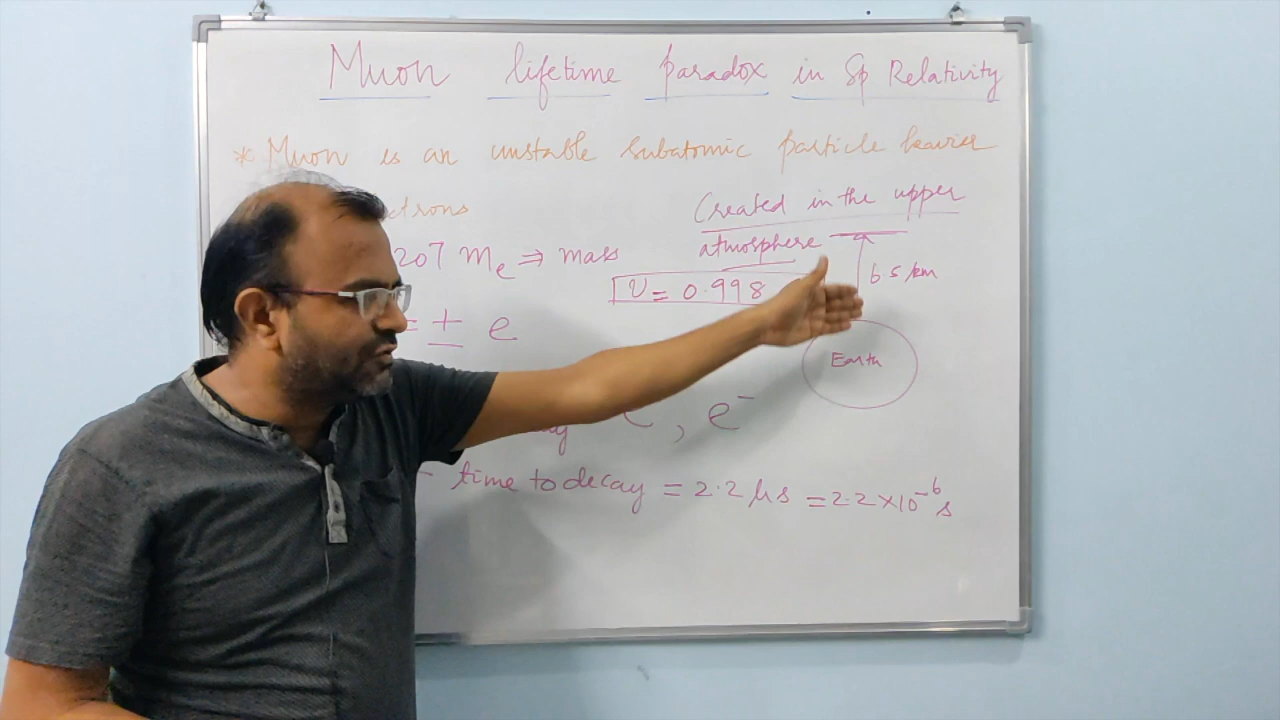 Muon lifetime paradox in Sp Relativity
* Muon is an unstable subatomic particle heavier
Created in the upper
atmosphere
207 me ⇒ mass
6.5 km
v = 0.998
= ± e
Earth
, e⁻
time to decay = 2.2 μs = 2.2 × 10⁻⁶ s